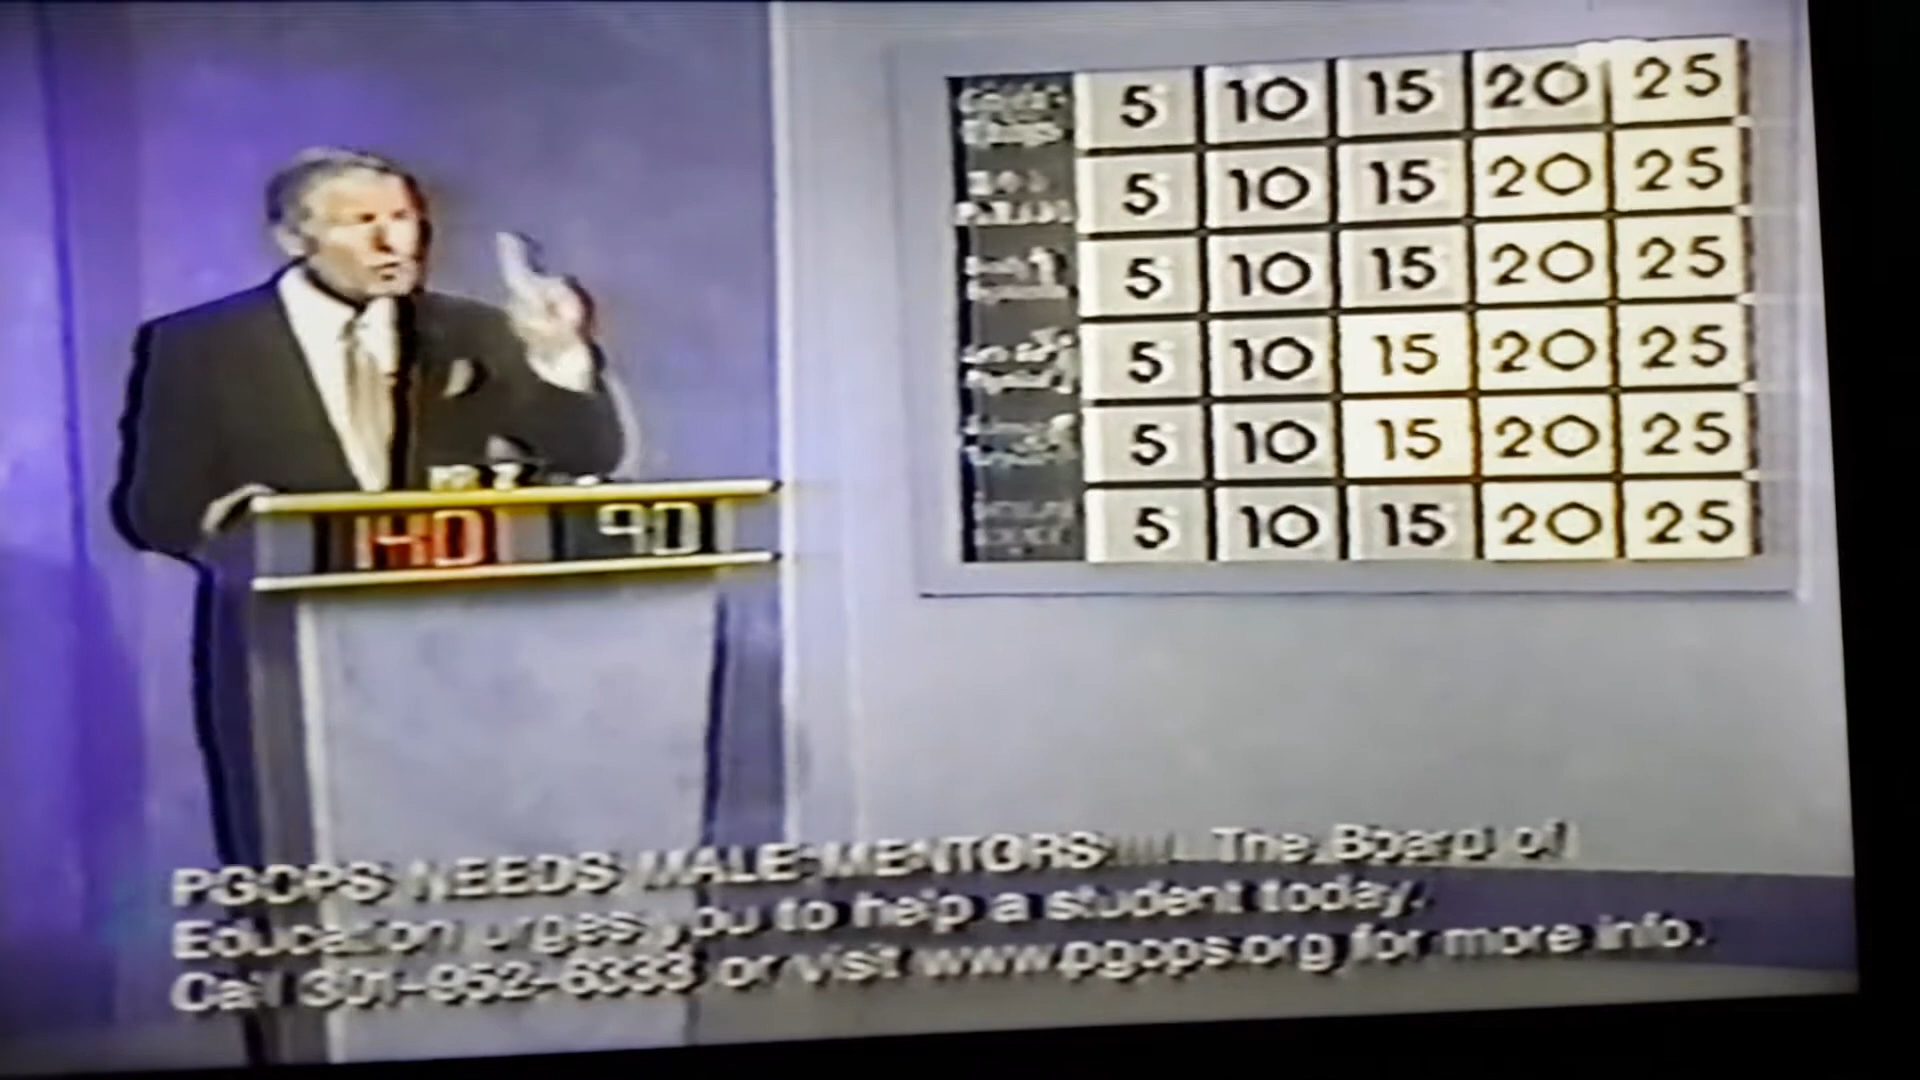 5 10 15 20 25
5 10 15 20 25
5 10 15 20 25
5 10 15 20 25
5 10 15 20 25
5 10 15 20 25
140 90
PGCPS NEEDS MALE MENTORS The Board of
Education urges you to help a student today.
Call 301-952-6333 or visit www.pgcps.org for more info.